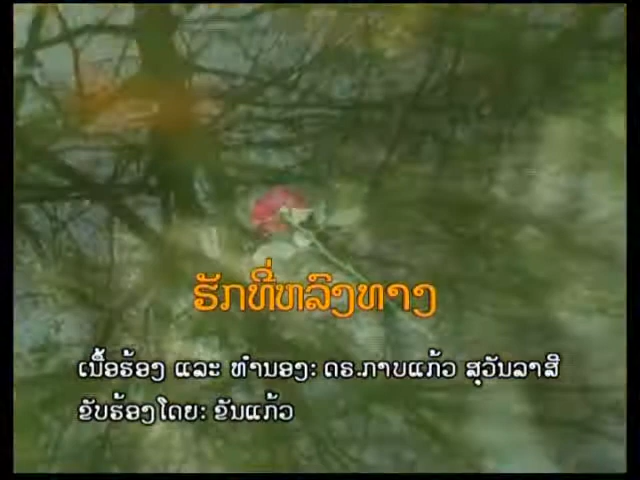 ຮັກທີ່ຫລົງທາງ
ເນື້ອຮ້ອງ ແລະ ທຳນອງ: ດຣ.ກາບແກ້ວ ສຸວັນລາສີ
ຂັບຮ້ອງໂດຍ: ຂັນແກ້ວ